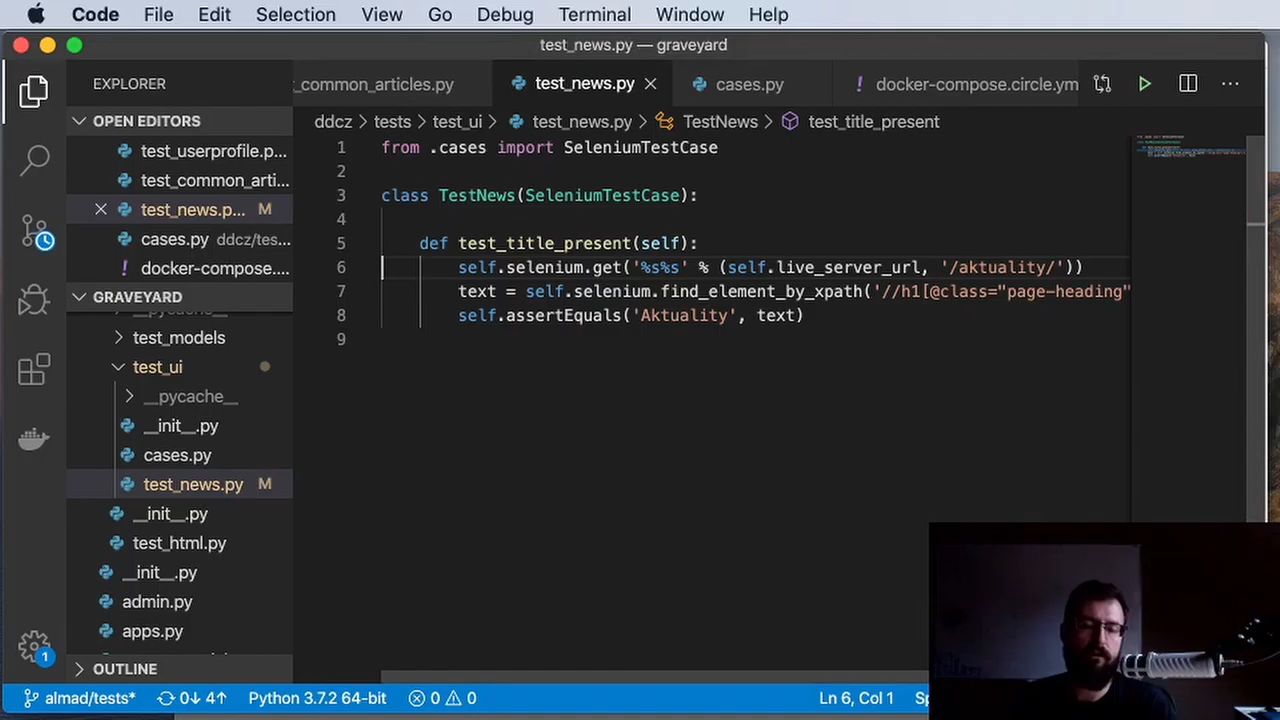 Code File Edit Selection View Go Debug Terminal Window Help
test_news.py — graveyard
EXPLORER
_common_articles.py test_news.py cases.py ! docker-compose.circle.ym
OPEN EDITORS
test_userprofile.p...
test_common_arti...
test_news.p... M
cases.py ddcz/tes...
! docker-compose....
GRAVEYARD
__pycache__
test_models
test_ui
__pycache__
__init__.py
cases.py
test_news.py M
__init__.py
test_html.py
__init__.py
admin.py
apps.py
OUTLINE
ddcz > tests > test_ui > test_news.py > TestNews > test_title_present
1 from .cases import SeleniumTestCase
2
3 class TestNews(SeleniumTestCase):
4
5 def test_title_present(self):
6 self.selenium.get('%s%s' % (self.live_server_url, '/aktuality/'))
7 text = self.selenium.find_element_by_xpath('//h1[@class="page-heading"
8 self.assertEquals('Aktuality', text)
9
1
almad/tests* 0↓ 4↑ Python 3.7.2 64-bit 0 0 Ln 6, Col 1 Sp